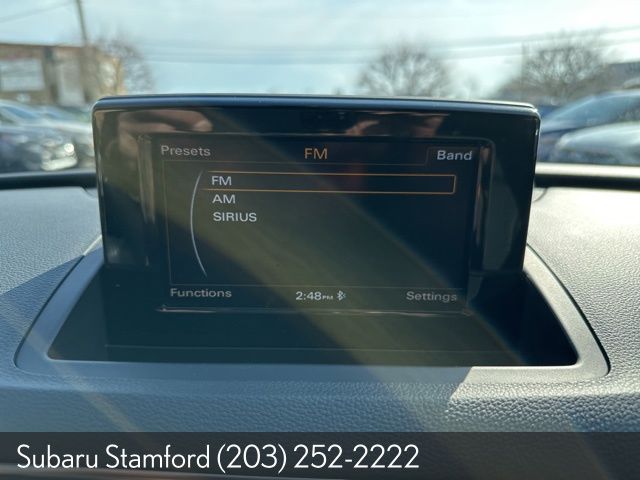 Presets FM Band
FM
AM
SIRIUS
Functions 2:48PM Settings
Subaru Stamford (203) 252-2222